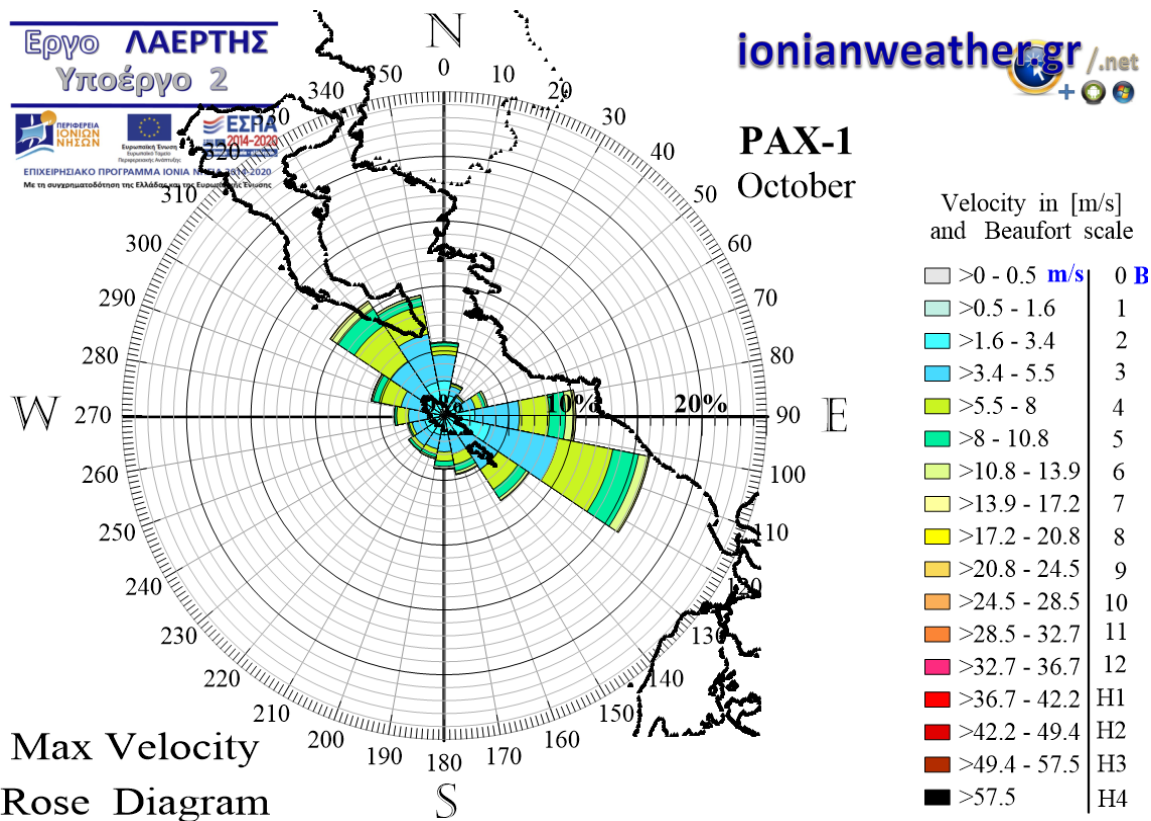 Εργο ΛΑΕΡΤΗΣ
Υποέργο 2
ΠΕΡΙΦΕΡΕΙΑ
ΙΟΝΙΩΝ
ΝΗΣΩΝ
Ευρωπαϊκή Ένωση
Ευρωπαϊκό Ταμείο
Περιφερειακής Ανάπτυξης
ΕΣΠΑ
2014-2020
ΕΠΙΧΕΙΡΗΣΙΑΚΟ ΠΡΟΓΡΑΜΜΑ ΙΟΝΙΑ 2014-2020
Με τη συγχρηματοδότηση της Ελλάδας και της Ευρωπαϊκής Ένωσης
ionianweather.gr /.net
PAX-1
October
N
0
10
20
30
40
50
60
70
80
90
E
100
110
120
130
140
150
160
170
180
S
190
200
210
220
230
240
250
260
270
W
280
290
300
310
320
340
50
0% 10% 20%
Velocity in [m/s]
and Beaufort scale
>0 - 0.5 m/s 0 B
>0.5 - 1.6 1
>1.6 - 3.4 2
>3.4 - 5.5 3
>5.5 - 8 4
>8 - 10.8 5
>10.8 - 13.9 6
>13.9 - 17.2 7
>17.2 - 20.8 8
>20.8 - 24.5 9
>24.5 - 28.5 10
>28.5 - 32.7 11
>32.7 - 36.7 12
>36.7 - 42.2 H1
>42.2 - 49.4 H2
>49.4 - 57.5 H3
>57.5 H4
Max Velocity
Rose Diagram